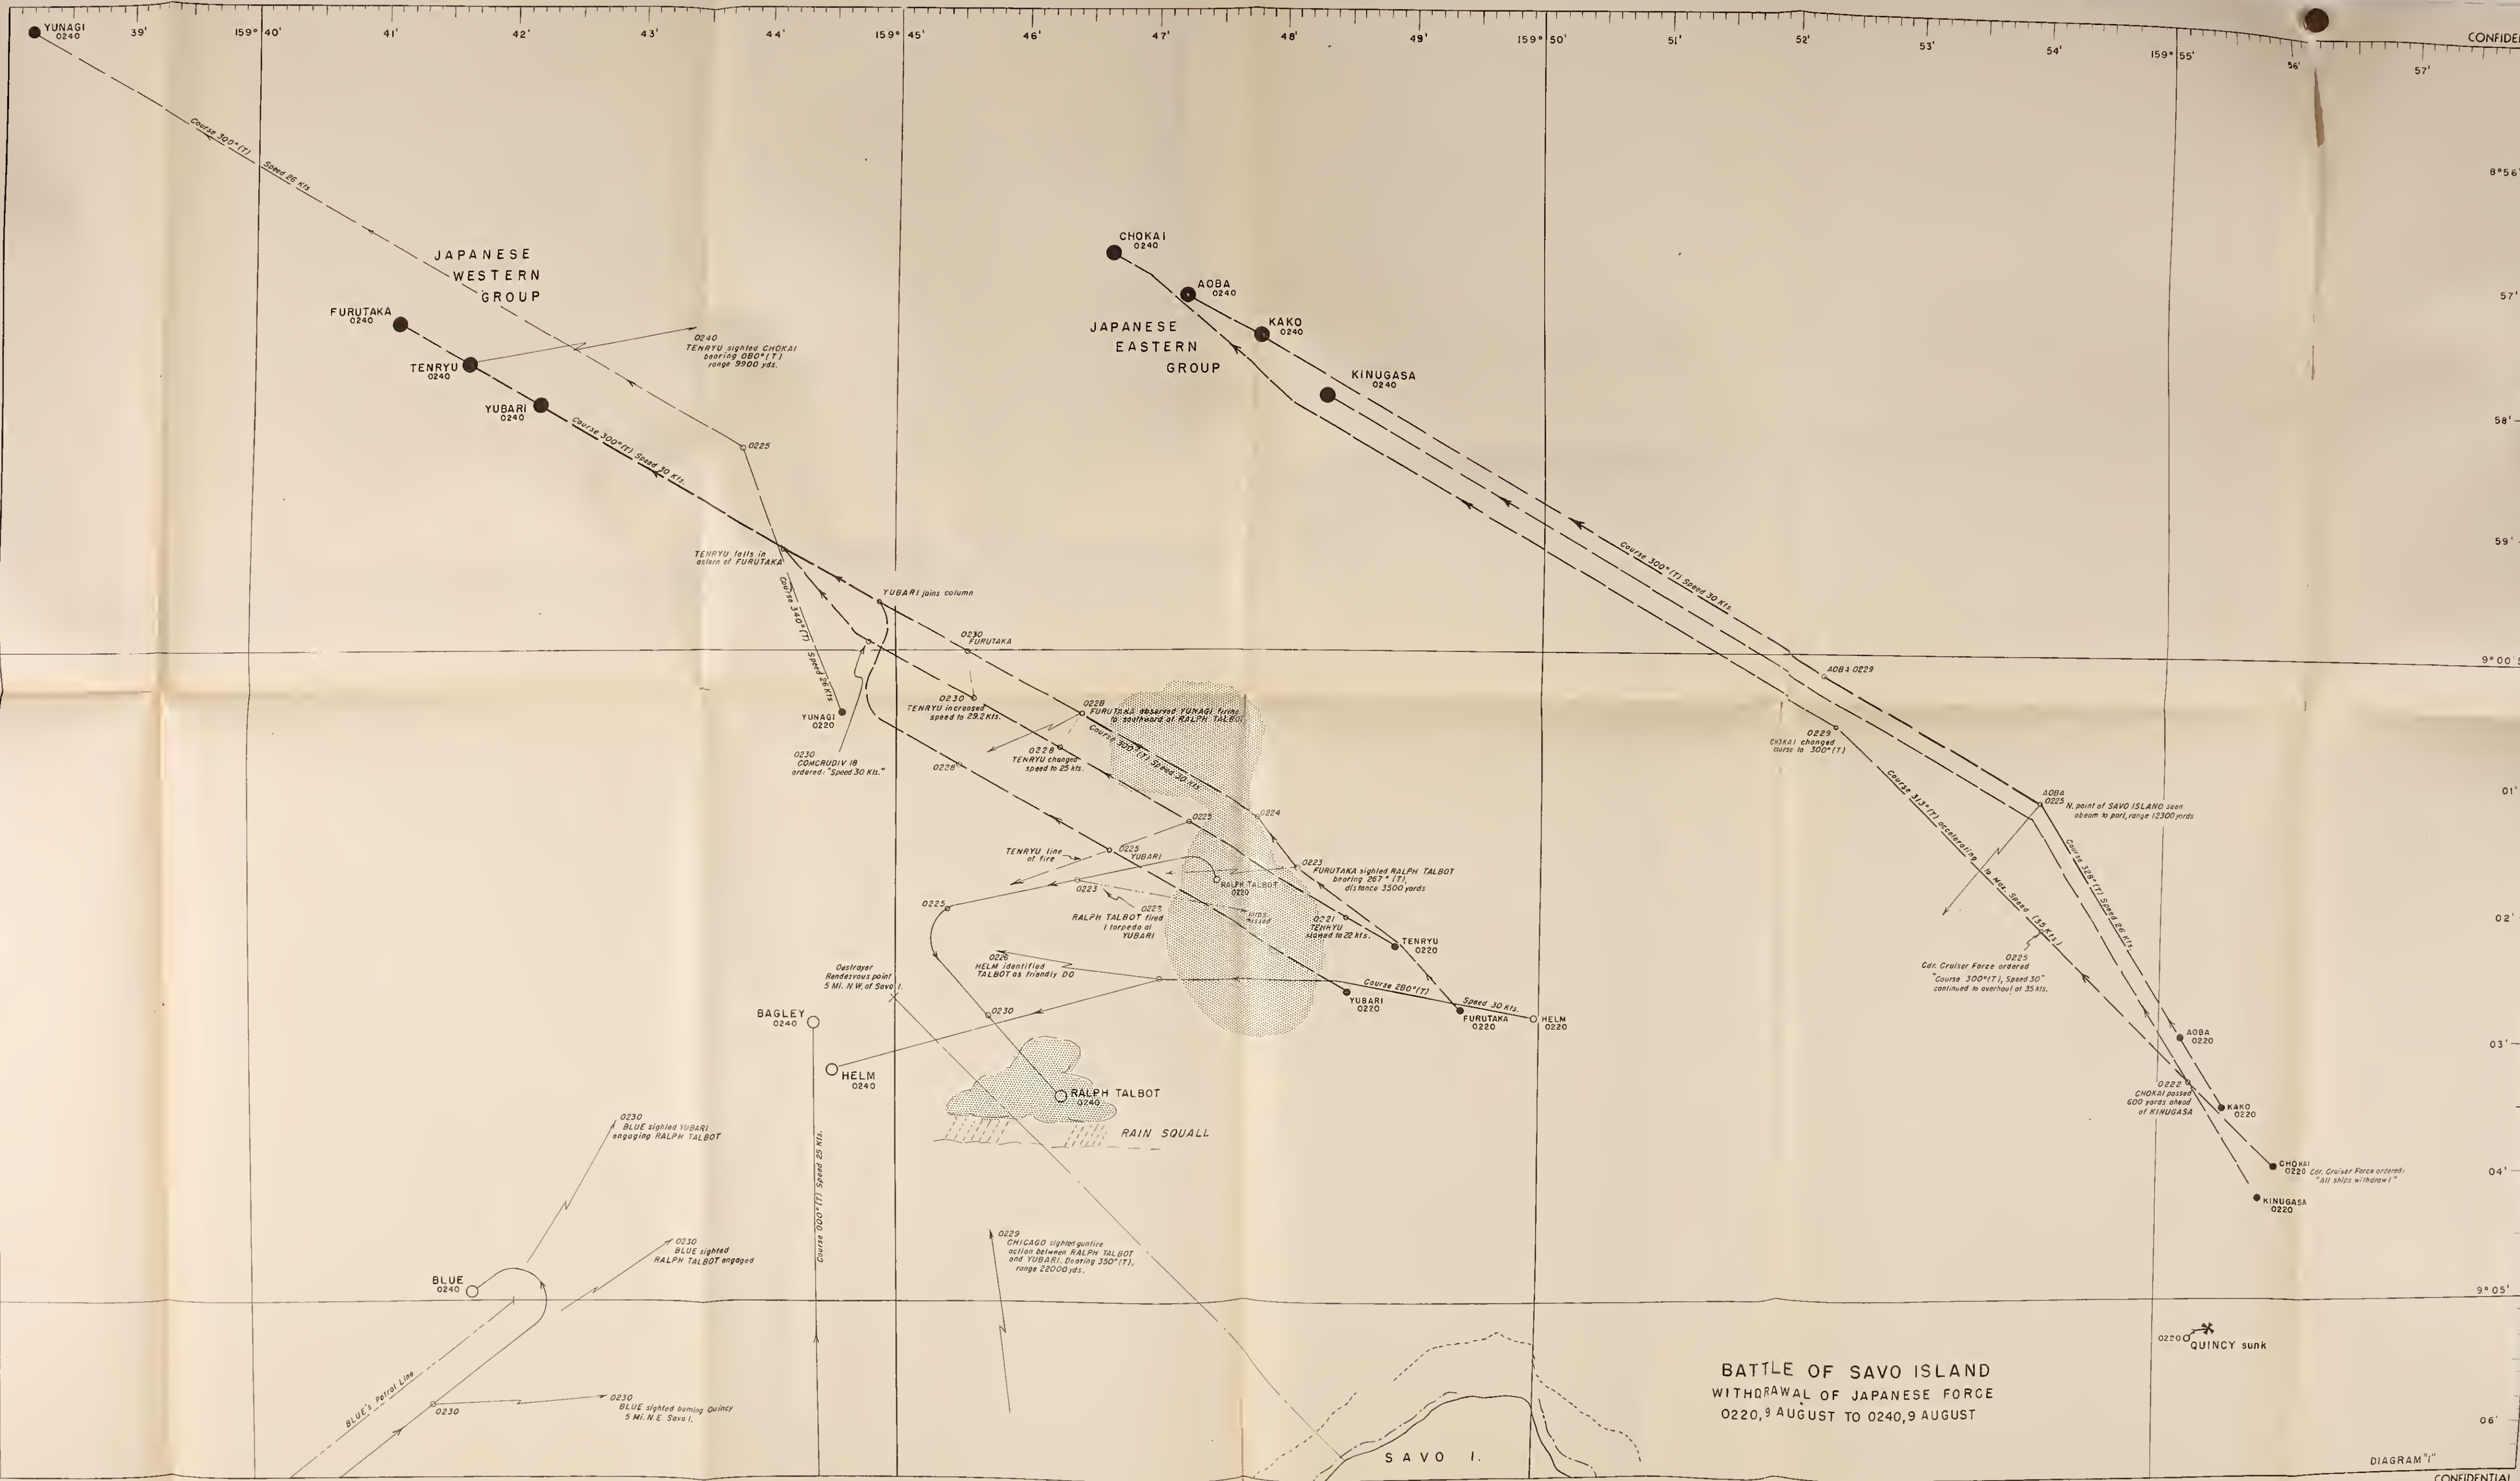 YUNAGI
0240
39'
159° 40'
41'
42'
43'
44'
159° 45'
46'
47'
48'
49'
159° 50'
51'
52'
53'
54'
159° 55'
56'
57'
CONFIDE
Course 300°(T) Speed 26 Kts
8°56'
57'
58'
59'
9°00'S
01'
02'
03'
04'
9°05'
06'
JAPANESE
WESTERN
GROUP
FURUTAKA
0240
TENRYU
0240
YUBARI
0240
0240
TENRYU sighted CHOKAI
bearing 080°(T)
range 9900 yds.
Course 300°(T) Speed 30 Kts.
0225
CHOKAI
0240
AOBA
0240
KAKO
0240
KINUGASA
0240
JAPANESE
EASTERN
GROUP
Course 300°(T) Speed 30 Kts.
TENRYU falls in
astern of FURUTAKA
YUBARI joins column
Course 340°(T) Speed 26 Kts
YUNAGI
0220
0230
FURUTAKA
0230
TENRYU increased
speed to 29.2 Kts.
0230
COMCRUDIV 18
ordered: "Speed 30 Kts."
0228
FURUTAKA observed YUNAGI firing
to southward of RALPH TALBOT
Course 300°(T) Speed 30 Kts
0228
TENRYU changed
speed to 25 kts.
0228
0224
0225
TENRYU line
of fire
0225
YUBARI
0223
FURUTAKA sighted RALPH TALBOT
bearing 267° (T),
distance 3500 yards
RALPH TALBOT
0220
0223
0223
RALPH TALBOT fired
1 torpedo at
YUBARI
missed
0221
TENRYU
slowed to 22 kts.
TENRYU
0220
0225
0226
HELM identified
TALBOT as friendly DD
Destroyer
Rendezvous point
5 Mi. N.W. of Savo I.
Course 280°(T) Speed 30 Kts.
YUBARI
0220
FURUTAKA
0220
HELM
0220
0230
BAGLEY
0240
HELM
0240
RALPH TALBOT
0240
RAIN SQUALL
Course 000°(T) Speed 25 Kts.
AOBA 0229
0229
CHOKAI changed
course to 300°(T)
Course 313°(T) accelerating to Max. Speed (35 Kts.)
AOBA
0225
N. point of SAVO ISLAND seen
abeam to port, range 12300 yards
Course 328°(T) Speed 26 Kts.
0225
Cdr. Cruiser Force ordered
"Course 300°(T), Speed 30"
continued to overhaul at 35 kts.
AOBA
0220
0222
CHOKAI passed
600 yards ahead
of KINUGASA
KAKO
0220
CHOKAI
0220
Cdr. Cruiser Force ordered:
"All ships withdraw!"
KINUGASA
0220
0230
BLUE sighted YUBARI
engaging RALPH TALBOT
0230
BLUE sighted
RALPH TALBOT engaged
BLUE
0240
0229
CHICAGO sighted gunfire
action between RALPH TALBOT
and YUBARI. Bearing 350°(T),
range 22000 yds.
BLUE's Patrol Line
0230
0230
BLUE sighted burning Quincy
5 Mi. N.E. Savo I.
0220
QUINCY sunk
BATTLE OF SAVO ISLAND
WITHDRAWAL OF JAPANESE FORCE
0220, 9 AUGUST TO 0240, 9 AUGUST
SAVO I.
DIAGRAM "I"
CONFIDENTIAL